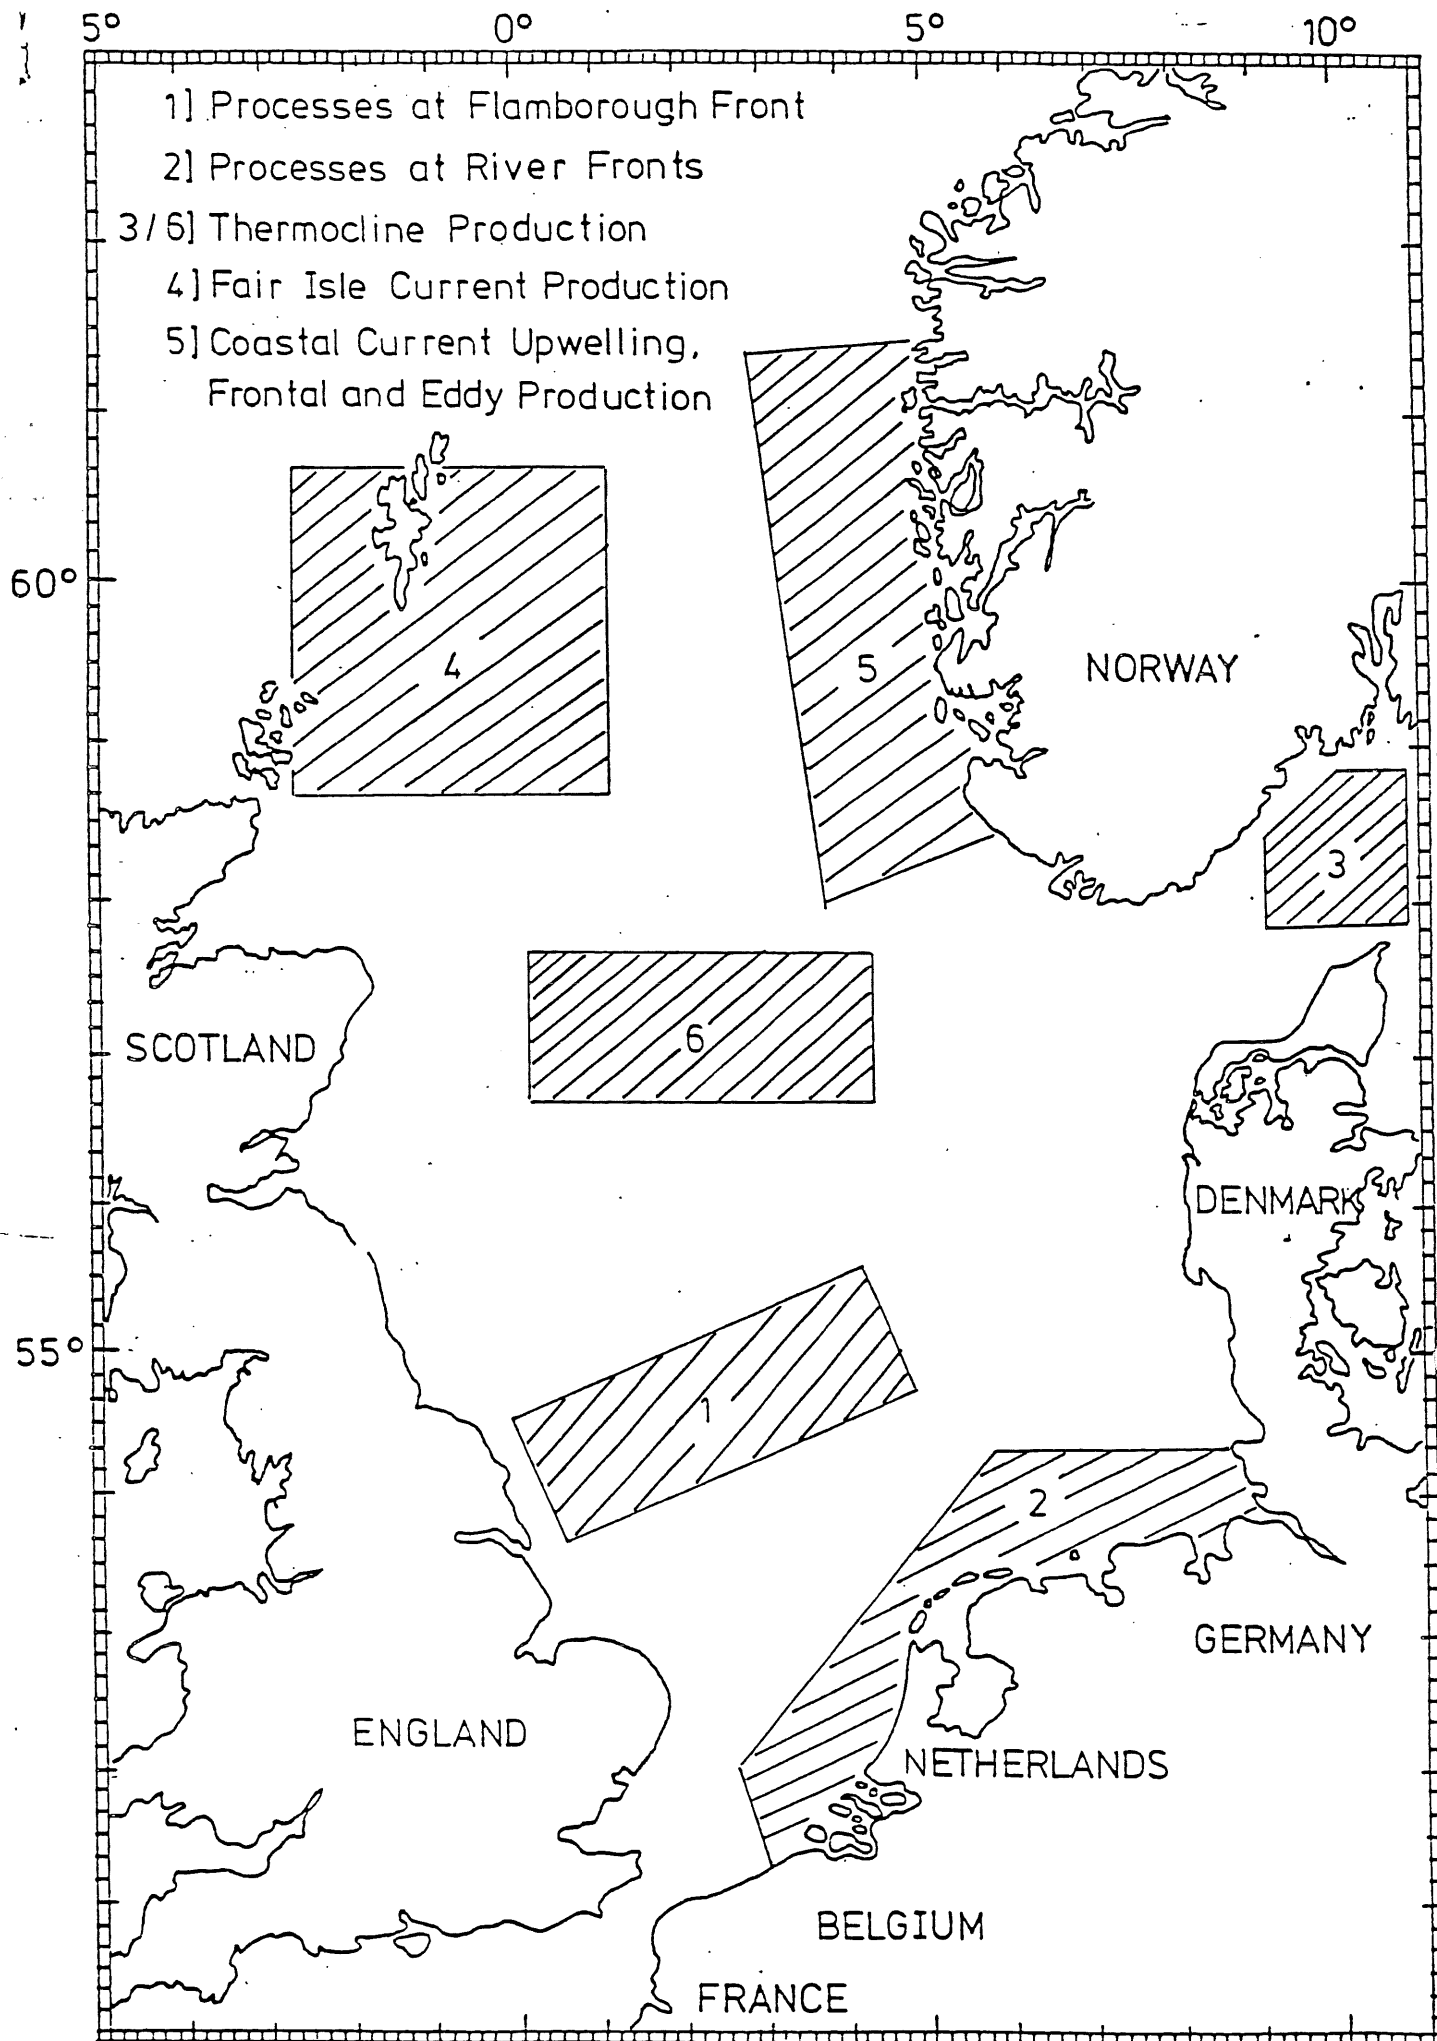 5° 0° 5° 10°
1] Processes at Flamborough Front
2] Processes at River Fronts
3/6] Thermocline Production
4] Fair Isle Current Production
5] Coastal Current Upwelling,
Frontal and Eddy Production
60°
4
5
NORWAY
3
SCOTLAND
6
DENMARK
55°
1
2
GERMANY
ENGLAND
NETHERLANDS
BELGIUM
FRANCE